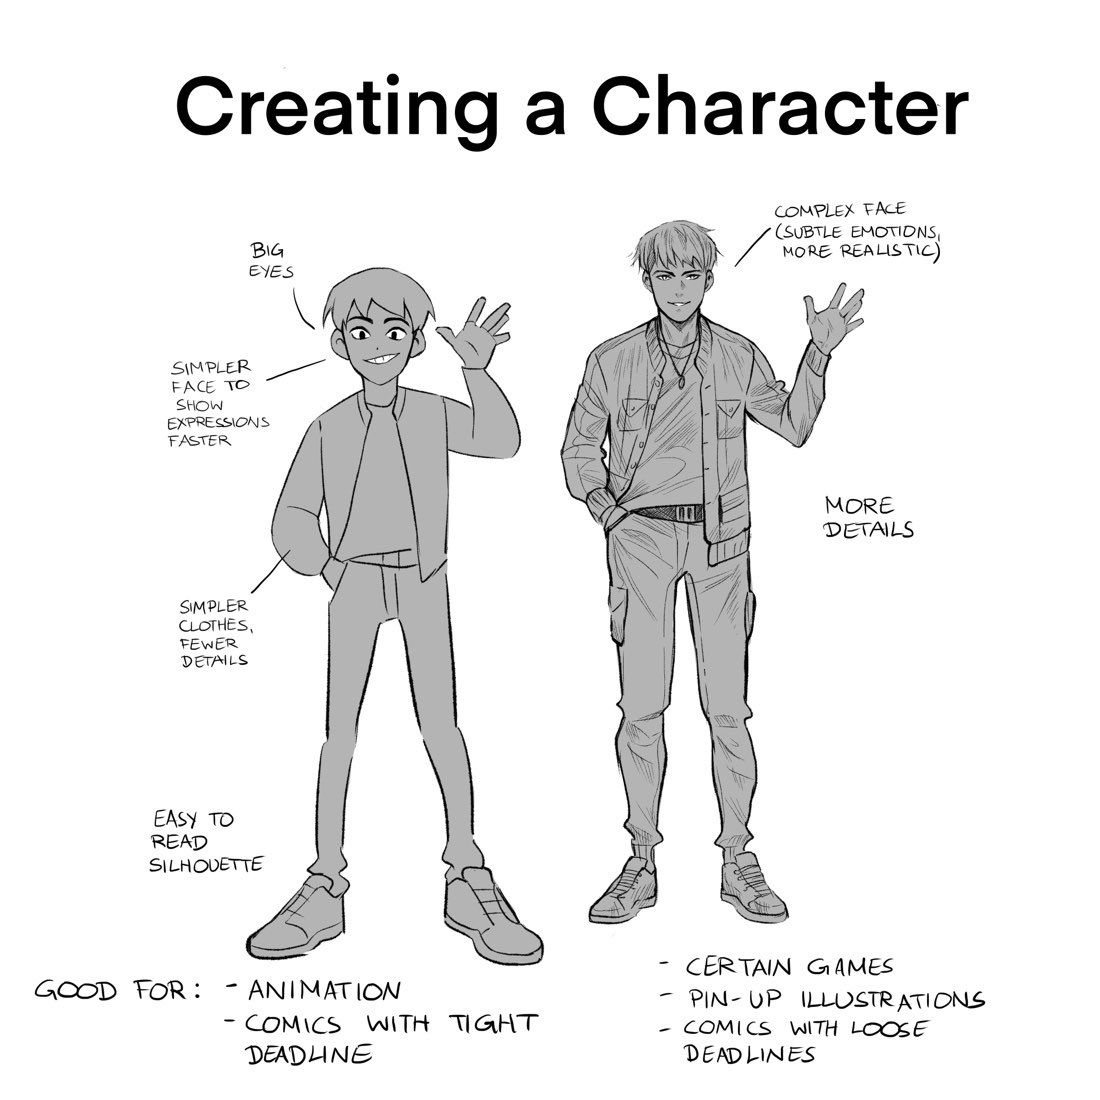 Creating a Character
BIG
EYES
SIMPLER
FACE TO
SHOW
EXPRESSIONS
FASTER
SIMPLER
CLOTHES,
FEWER
DETAILS
EASY TO
READ
SILHOUETTE
GOOD FOR: - ANIMATION
- COMICS WITH TIGHT
DEADLINE
COMPLEX FACE
(SUBTLE EMOTIONS,
MORE REALISTIC)
MORE
DETAILS
- CERTAIN GAMES
- PIN-UP ILLUSTRATIONS
- COMICS WITH LOOSE
DEADLINES